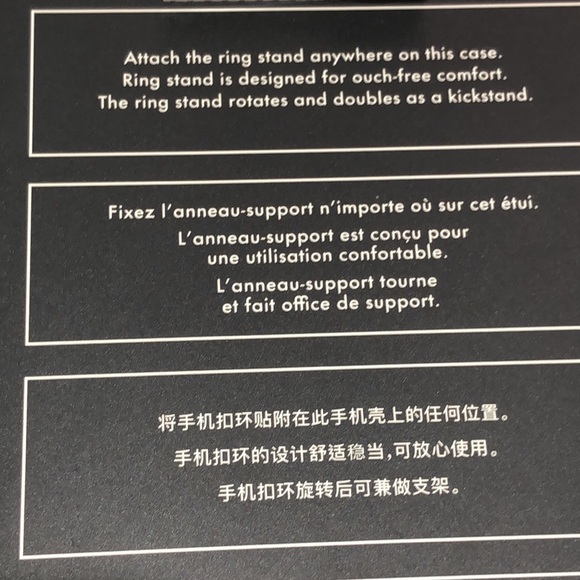 Attach the ring stand anywhere on this case.
Ring stand is designed for ouch-free comfort.
The ring stand rotates and doubles as a kickstand.
Fixez l'anneau-support n'importe où sur cet étui.
L'anneau-support est conçu pour
une utilisation confortable.
L'anneau-support tourne
et fait office de support.
将手机扣环贴附在此手机壳上的任何位置。
手机扣环的设计舒适稳当,可放心使用。
手机扣环旋转后可兼做支架。